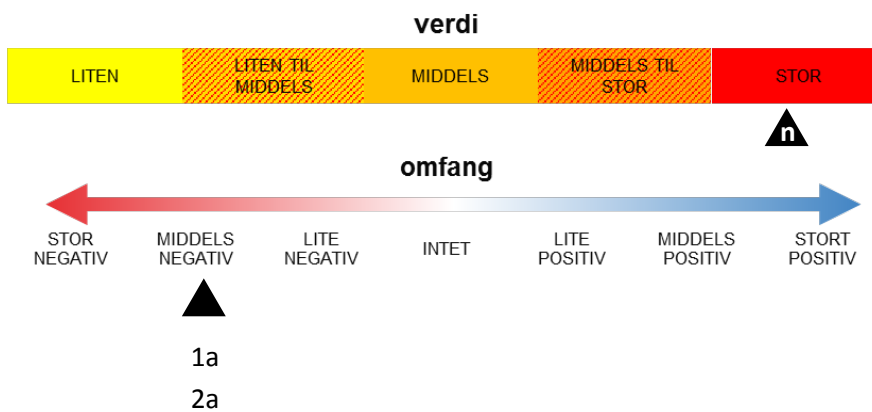 verdi
LITEN
LITEN TIL
MIDDELS
MIDDELS
MIDDELS TIL
STOR
STOR
n
omfang
STOR
NEGATIV
MIDDELS
NEGATIV
LITE
NEGATIV
INTET
LITE
POSITIV
MIDDELS
POSITIV
STORT
POSITIV
1a
2a